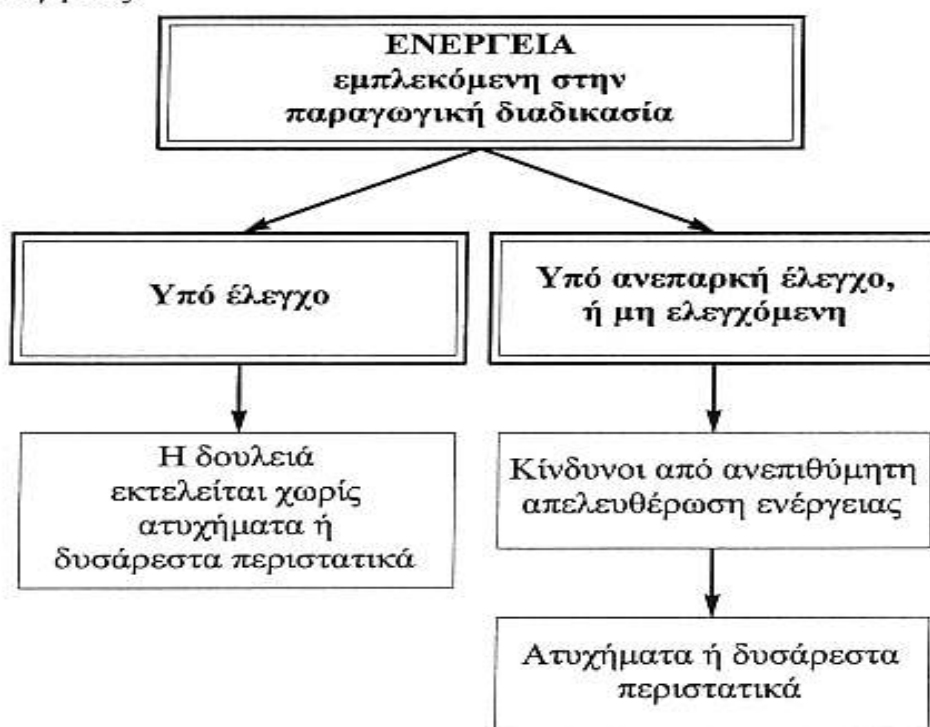 ΕΝΕΡΓΕΙΑ
εμπλεκόμενη στην
παραγωγική διαδικασία
Υπό έλεγχο
Υπό ανεπαρκή έλεγχο,
ή μη ελεγχόμενη
Η δουλειά
εκτελείται χωρίς
ατυχήματα ή
δυσάρεστα περιστατικά
Κίνδυνοι από ανεπιθύμητη
απελευθέρωση ενέργειας
Ατυχήματα ή δυσάρεστα
περιστατικά